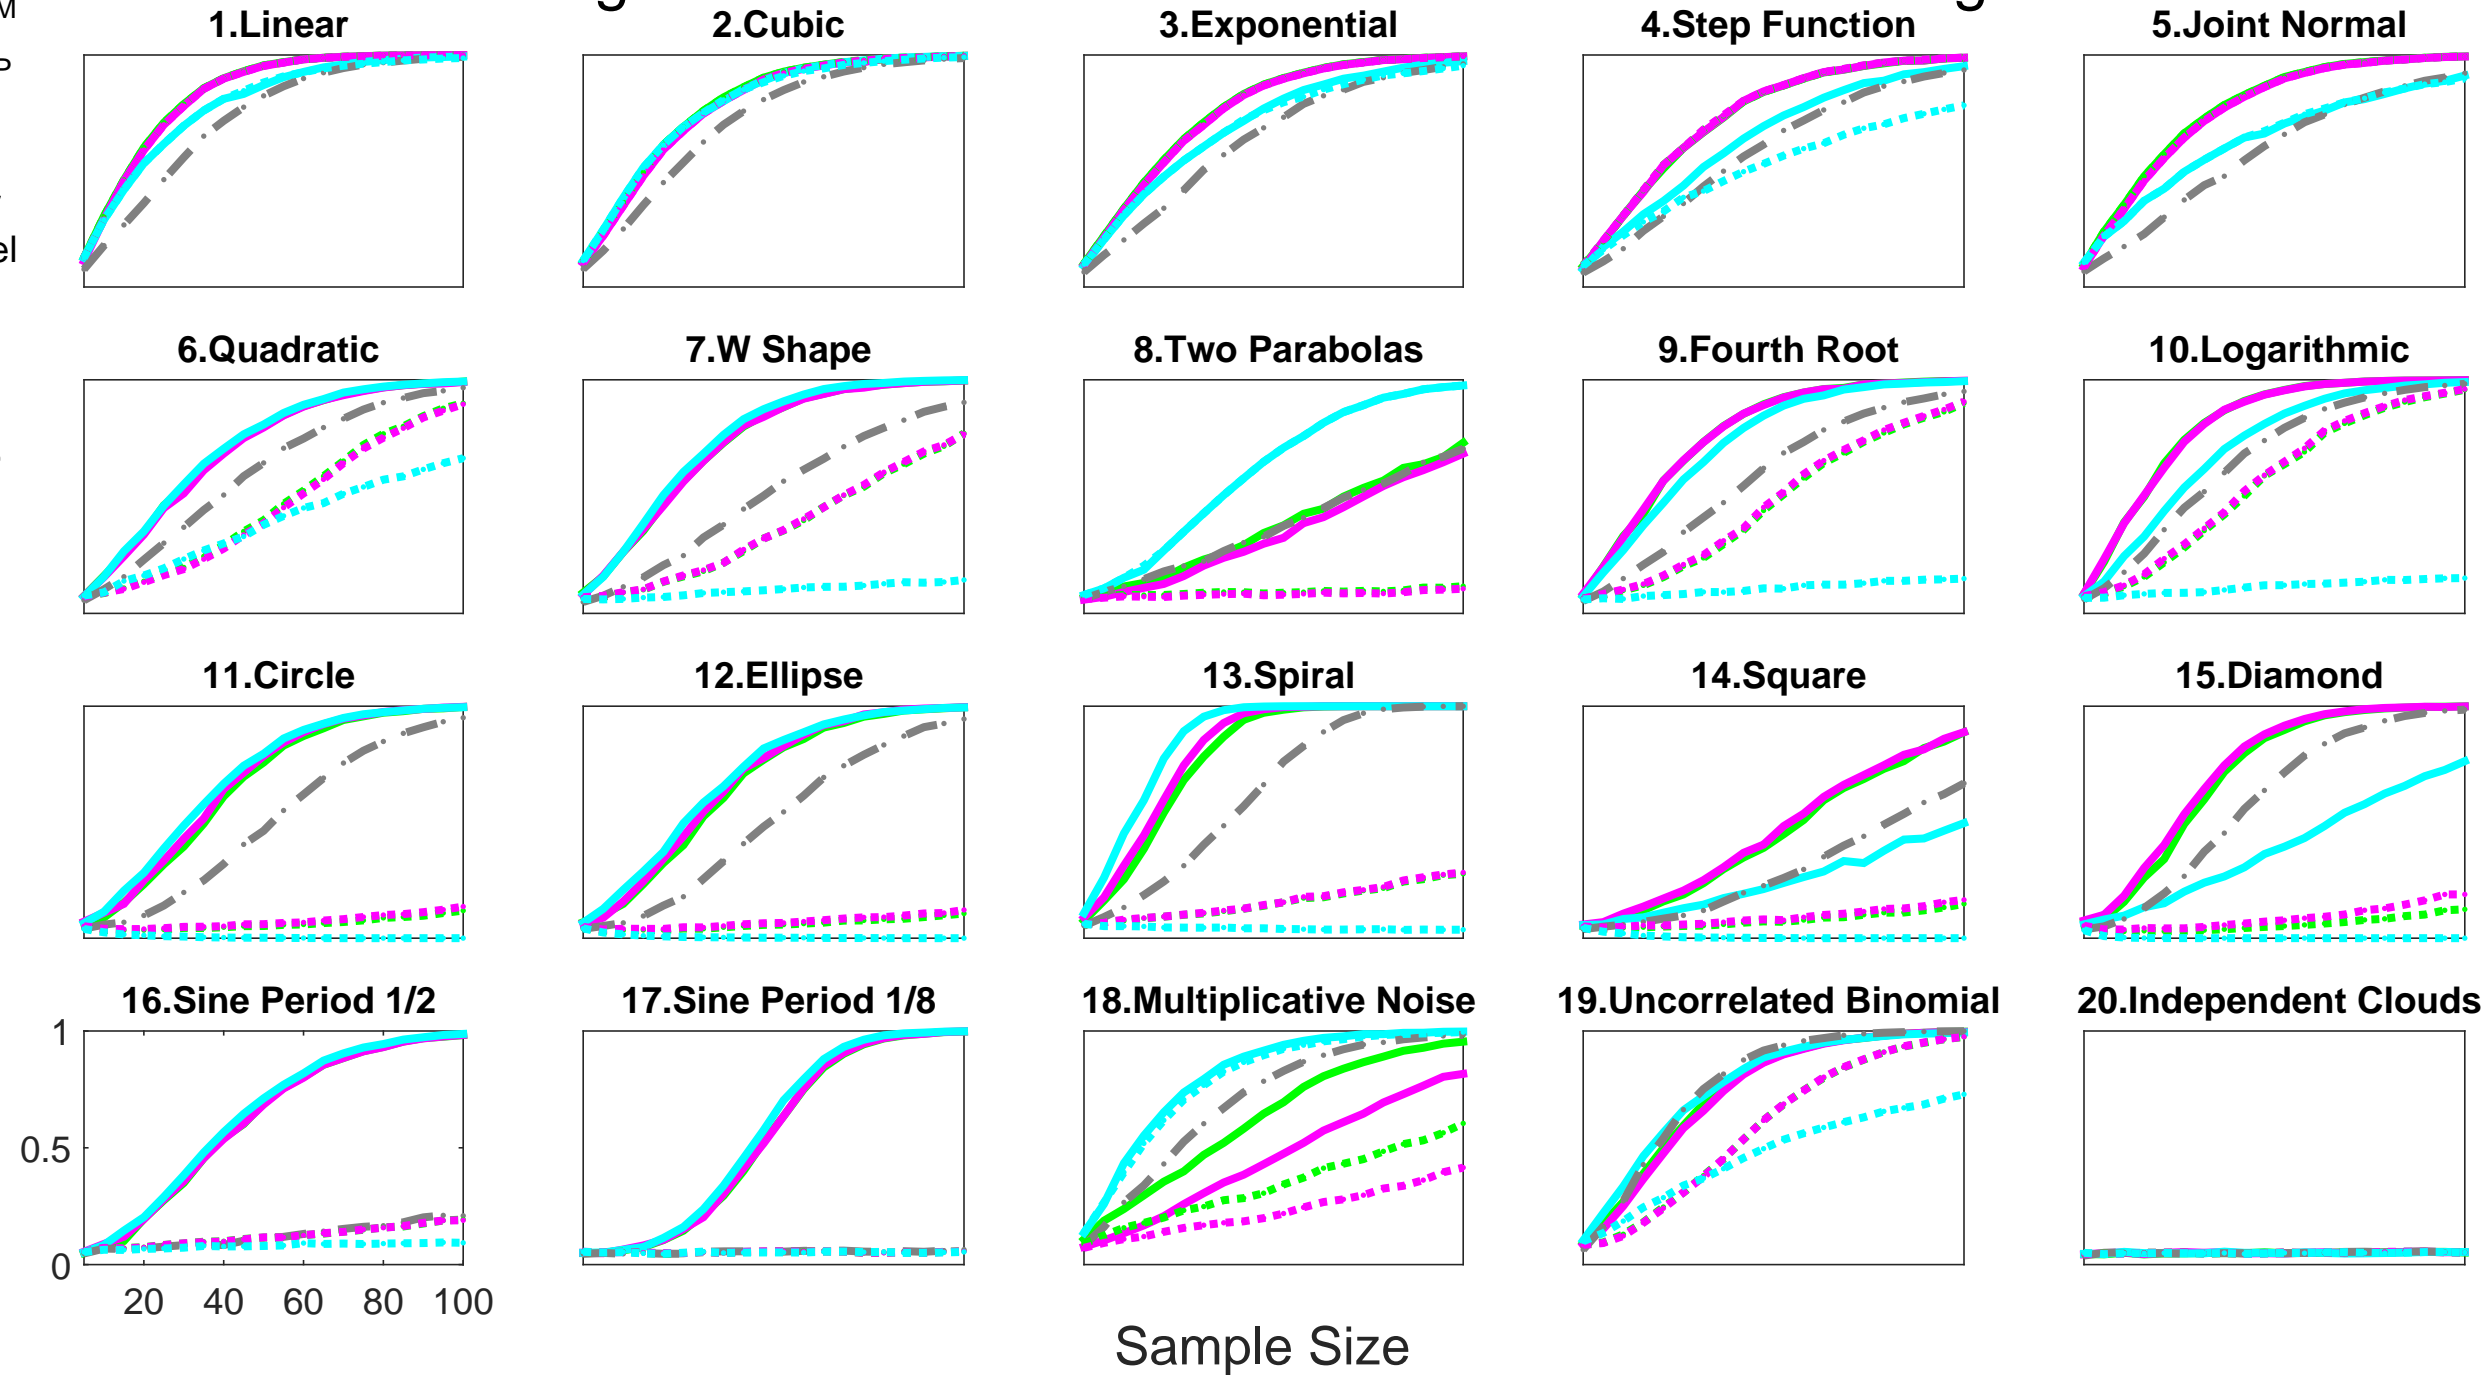 M
1.Linear 2.Cubic 3.Exponential 4.Step Function 5.Joint Normal
P
el
6.Quadratic 7.W Shape 8.Two Parabolas 9.Fourth Root 10.Logarithmic
11.Circle 12.Ellipse 13.Spiral 14.Square 15.Diamond
16.Sine Period 1/2 17.Sine Period 1/8 18.Multiplicative Noise 19.Uncorrelated Binomial 20.Independent Clouds
1
0.5
0
20 40 60 80 100
Sample Size